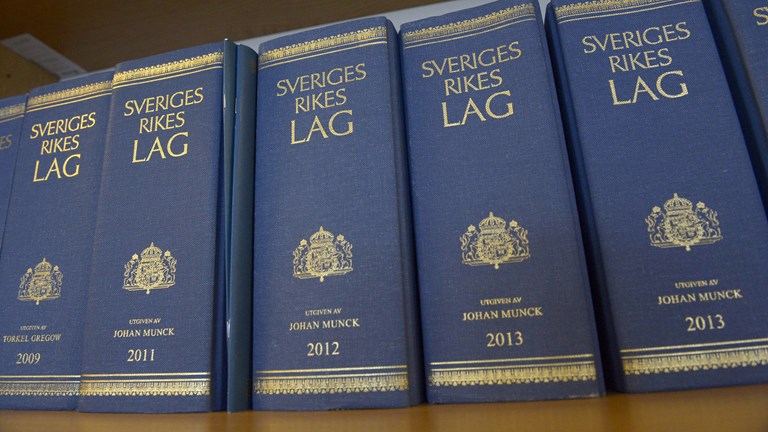 SVERIGES
RIKES
LAG
UTGIVEN AV
TORKEL GREGOW
2009
SVERIGES
RIKES
LAG
UTGIVEN AV
JOHAN MUNCK
2011
SVERIGES
RIKES
LAG
UTGIVEN AV
JOHAN MUNCK
2012
SVERIGES
RIKES
LAG
UTGIVEN AV
JOHAN MUNCK
2013
SVERIGES
RIKES
LAG
UTGIVEN AV
JOHAN MUNCK
2013